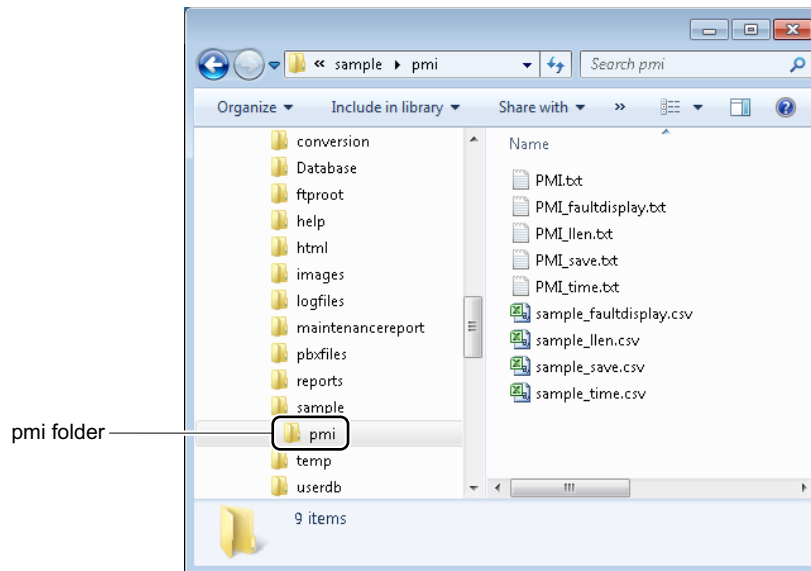 « sample ▸ pmi
Search pmi
Organize ▾ Include in library ▾ Share with ▾ »
conversion
Database
ftproot
help
html
images
logfiles
maintenancereport
pbxfiles
reports
sample
pmi
temp
userdb
Name
PMI.txt
PMI_faultdisplay.txt
PMI_llen.txt
PMI_save.txt
PMI_time.txt
sample_faultdisplay.csv
sample_llen.csv
sample_save.csv
sample_time.csv
pmi folder
9 items